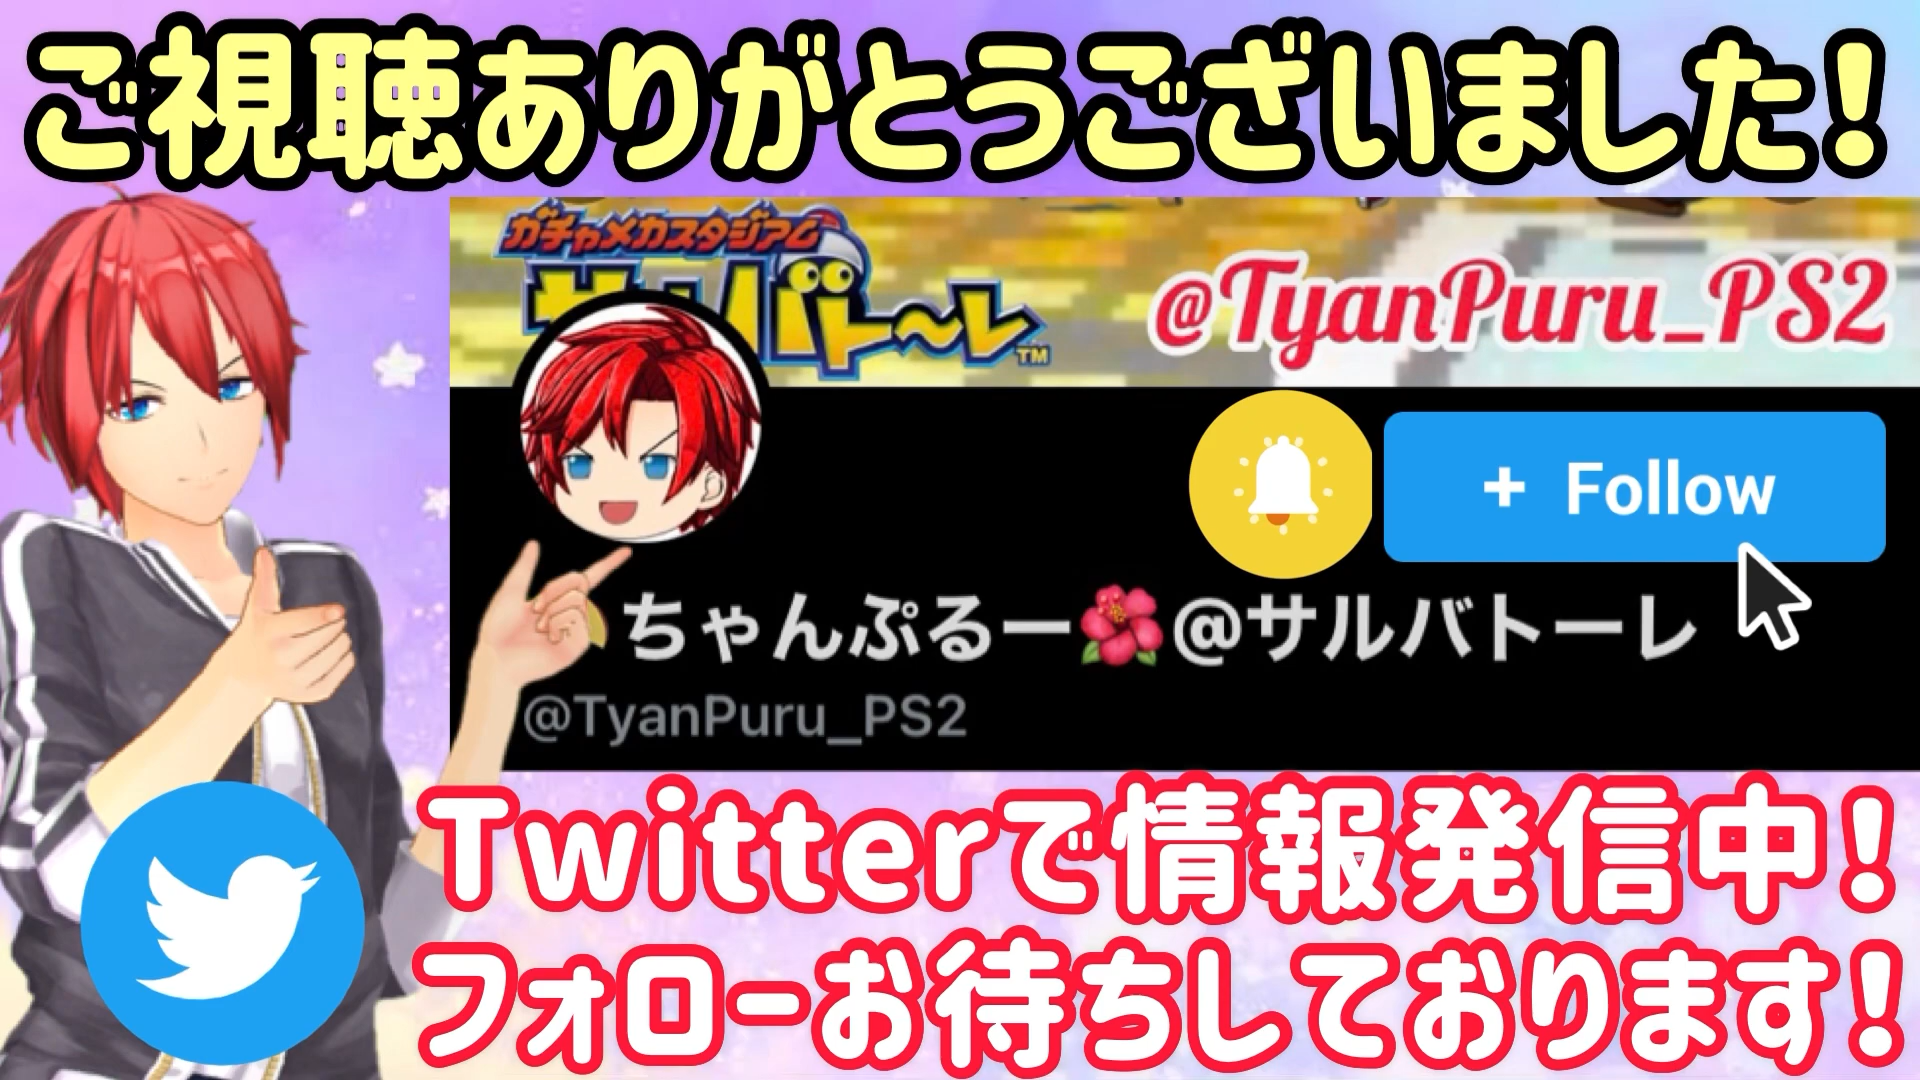 ご視聴ありがとうございました!
ガチャメカスタジアム
サルバト～レ™
@TyanPuru_PS2
+ Follow
ちゃんぷるー🌺@サルバトーレ
@TyanPuru_PS2
Twitterで情報発信中!
フォローお待ちしております!